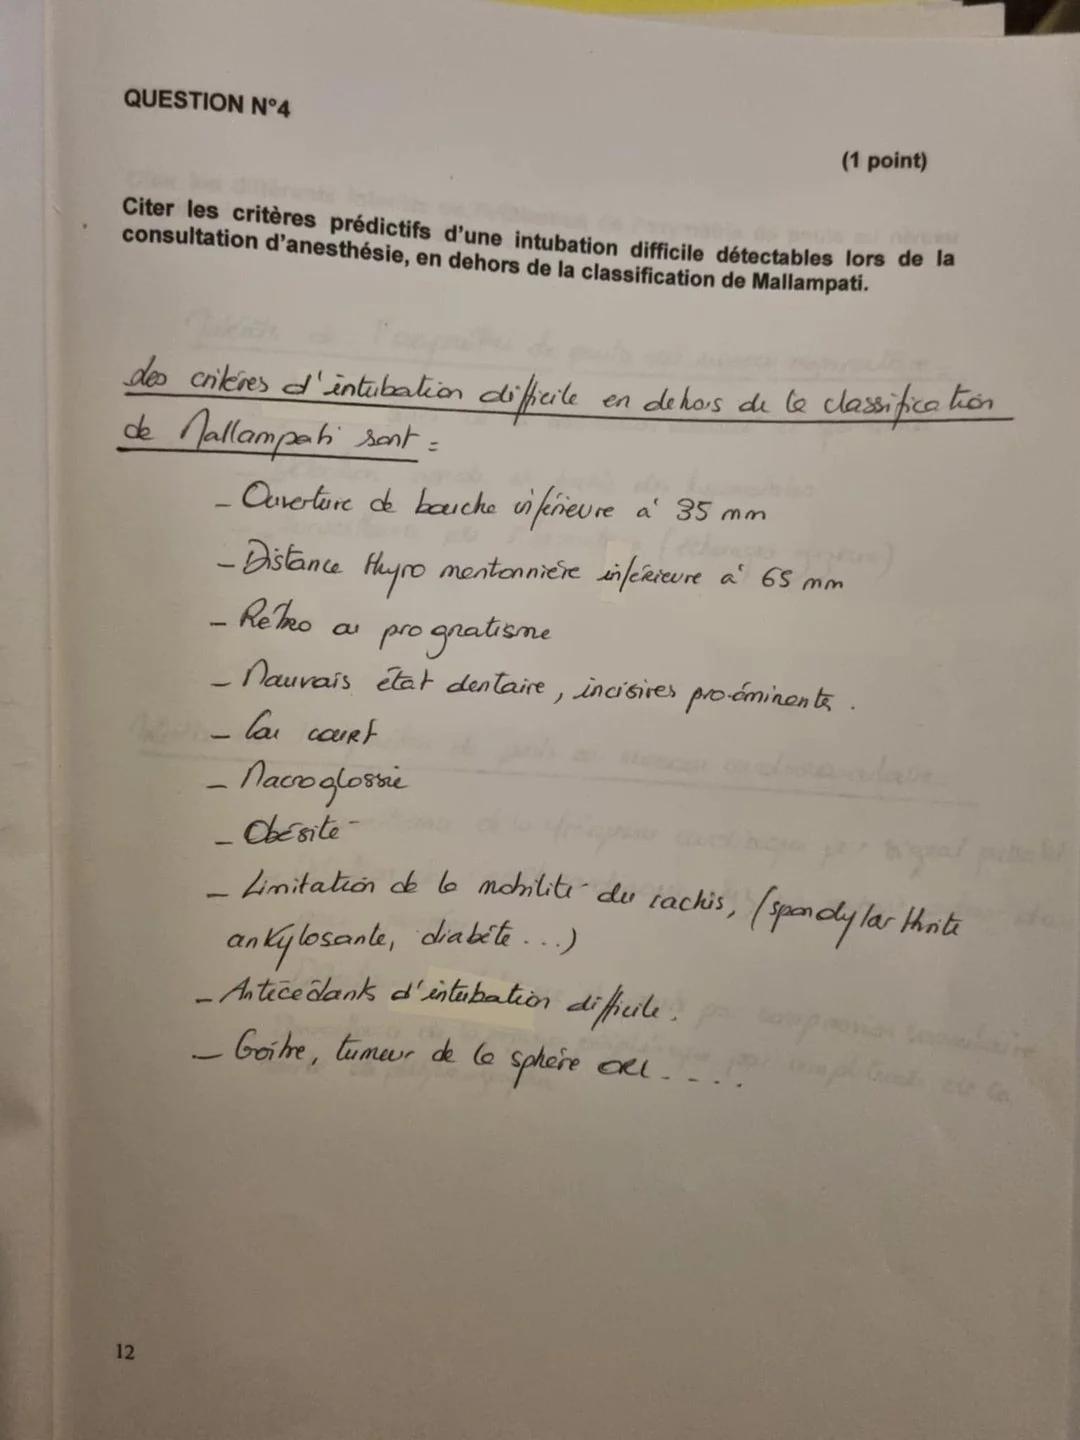 QUESTION N°4
(1 point)
Citer les critères prédictifs d'une intubation difficile détectables lors de la
consultation d'anesthésie, en dehors de la classification de Mallampati.
des critères d'intubation difficile en dehors de la classification
de Mallampati sont =
- Ouverture de bouche inférieure à 35 mm
- Distance thyro mentonnière inférieure à 65 mm
- Rétro ou prognatisme
- Mauvais état dentaire, incisives pro-éminents.
- Cou court
- Macroglossie
- Obésité
- Limitation de la mobilité du rachis, (spondylarthrite
ankylosante, diabète...)
- Antécédants d'intubation difficile.
- Goitre, tumeur de la sphère ORL.....
12